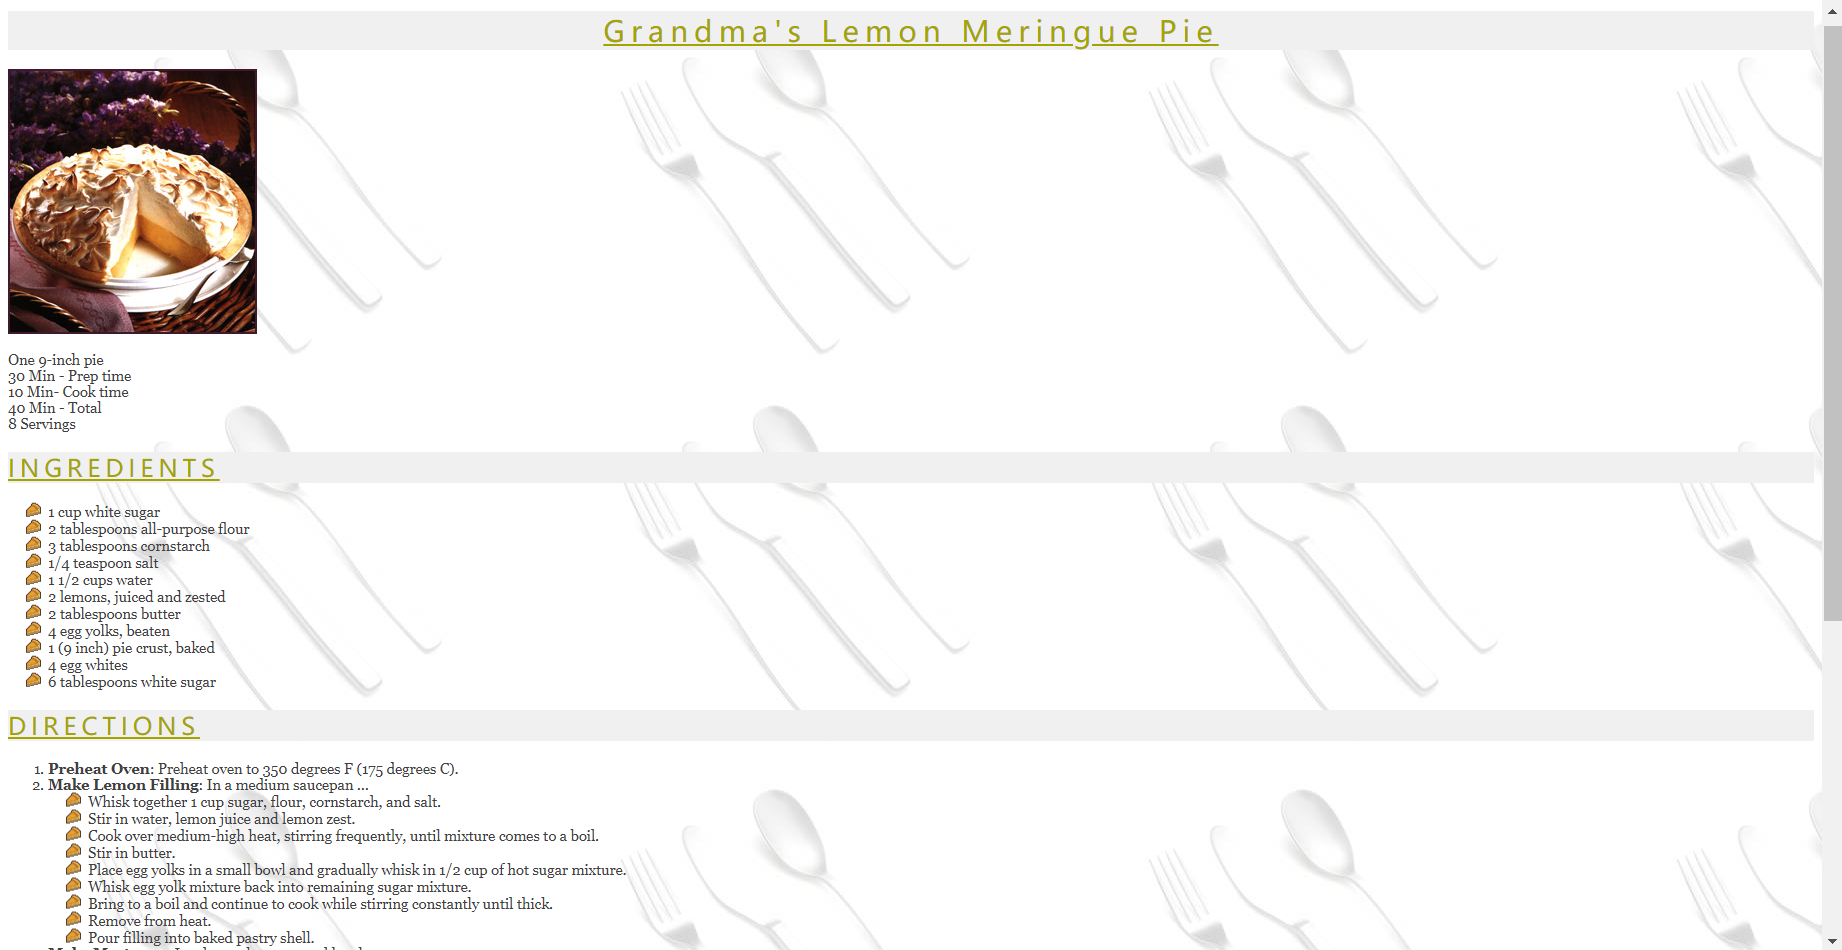 Grandma's Lemon Meringue Pie
One 9-inch pie
30 Min - Prep time
10 Min- Cook time
40 Min - Total
8 Servings
INGREDIENTS
1 cup white sugar
2 tablespoons all-purpose flour
3 tablespoons cornstarch
1/4 teaspoon salt
1 1/2 cups water
2 lemons, juiced and zested
2 tablespoons butter
4 egg yolks, beaten
1 (9 inch) pie crust, baked
4 egg whites
6 tablespoons white sugar
DIRECTIONS
1. Preheat Oven: Preheat oven to 350 degrees F (175 degrees C).
2. Make Lemon Filling: In a medium saucepan ...
Whisk together 1 cup sugar, flour, cornstarch, and salt.
Stir in water, lemon juice and lemon zest.
Cook over medium-high heat, stirring frequently, until mixture comes to a boil.
Stir in butter.
Place egg yolks in a small bowl and gradually whisk in 1/2 cup of hot sugar mixture.
Whisk egg yolk mixture back into remaining sugar mixture.
Bring to a boil and continue to cook while stirring constantly until thick.
Remove from heat.
Pour filling into baked pastry shell.